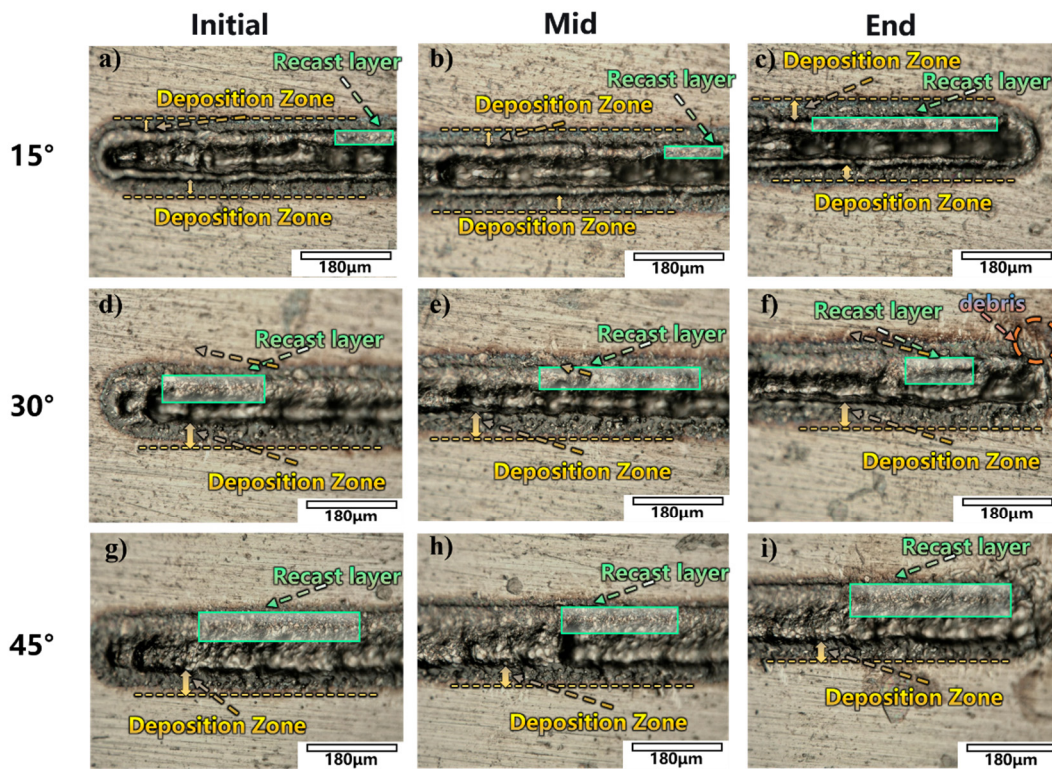 Initial
Mid
End
15°
a)
Recast layer
Deposition Zone
Deposition Zone
180μm
b)
Recast layer
Deposition Zone
Deposition Zone
180μm
c)
Deposition Zone
Recast layer
Deposition Zone
180μm
30°
d)
Recast layer
Deposition Zone
180μm
e)
Recast layer
Deposition Zone
180μm
f)
debris
Recast layer
Deposition Zone
180μm
45°
g)
Recast layer
Deposition Zone
180μm
h)
Recast layer
Deposition Zone
180μm
i)
Recast layer
Deposition Zone
180μm